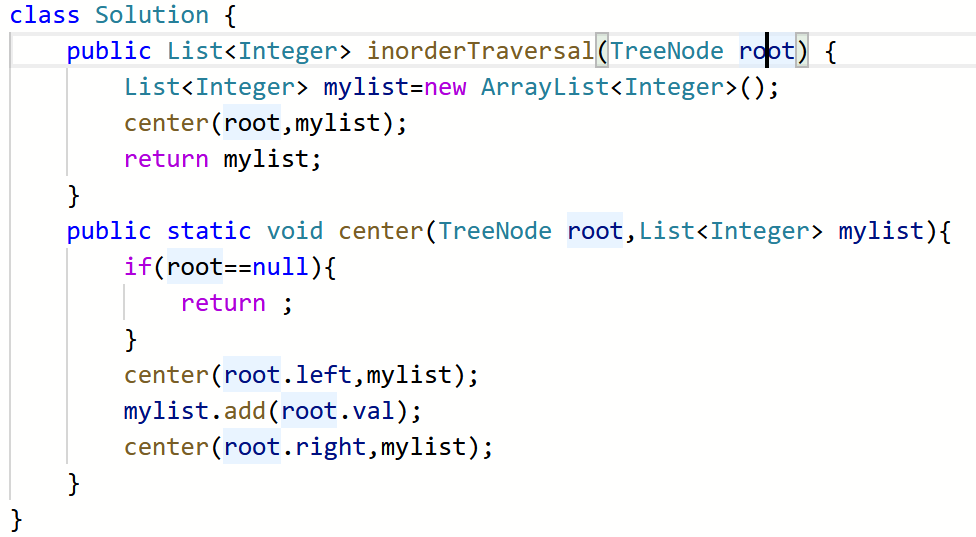 class Solution {
    public List<Integer> inorderTraversal(TreeNode root) {
        List<Integer> mylist=new ArrayList<Integer>();
        center(root,mylist);
        return mylist;
    }
    public static void center(TreeNode root,List<Integer> mylist){
        if(root==null){
            return ;
        }
        center(root.left,mylist);
        mylist.add(root.val);
        center(root.right,mylist);
    }
}